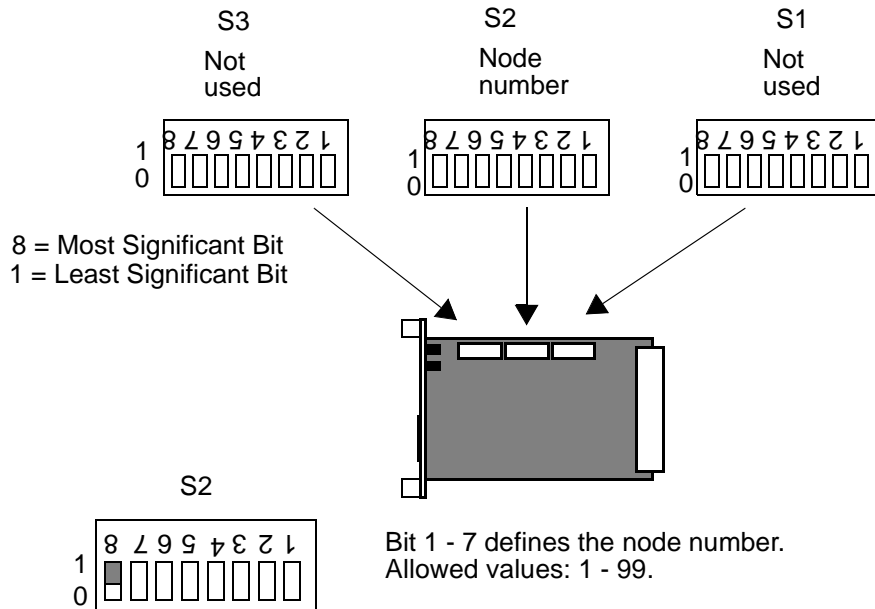 S3 S2 S1
Not used Node number Not used
8 7 6 5 4 3 2 1 8 7 6 5 4 3 2 1 8 7 6 5 4 3 2 1
1 1 1
0 0 0
8 = Most Significant Bit
1 = Least Significant Bit
S2
8 7 6 5 4 3 2 1
1
0
Bit 1 - 7 defines the node number.
Allowed values: 1 - 99.